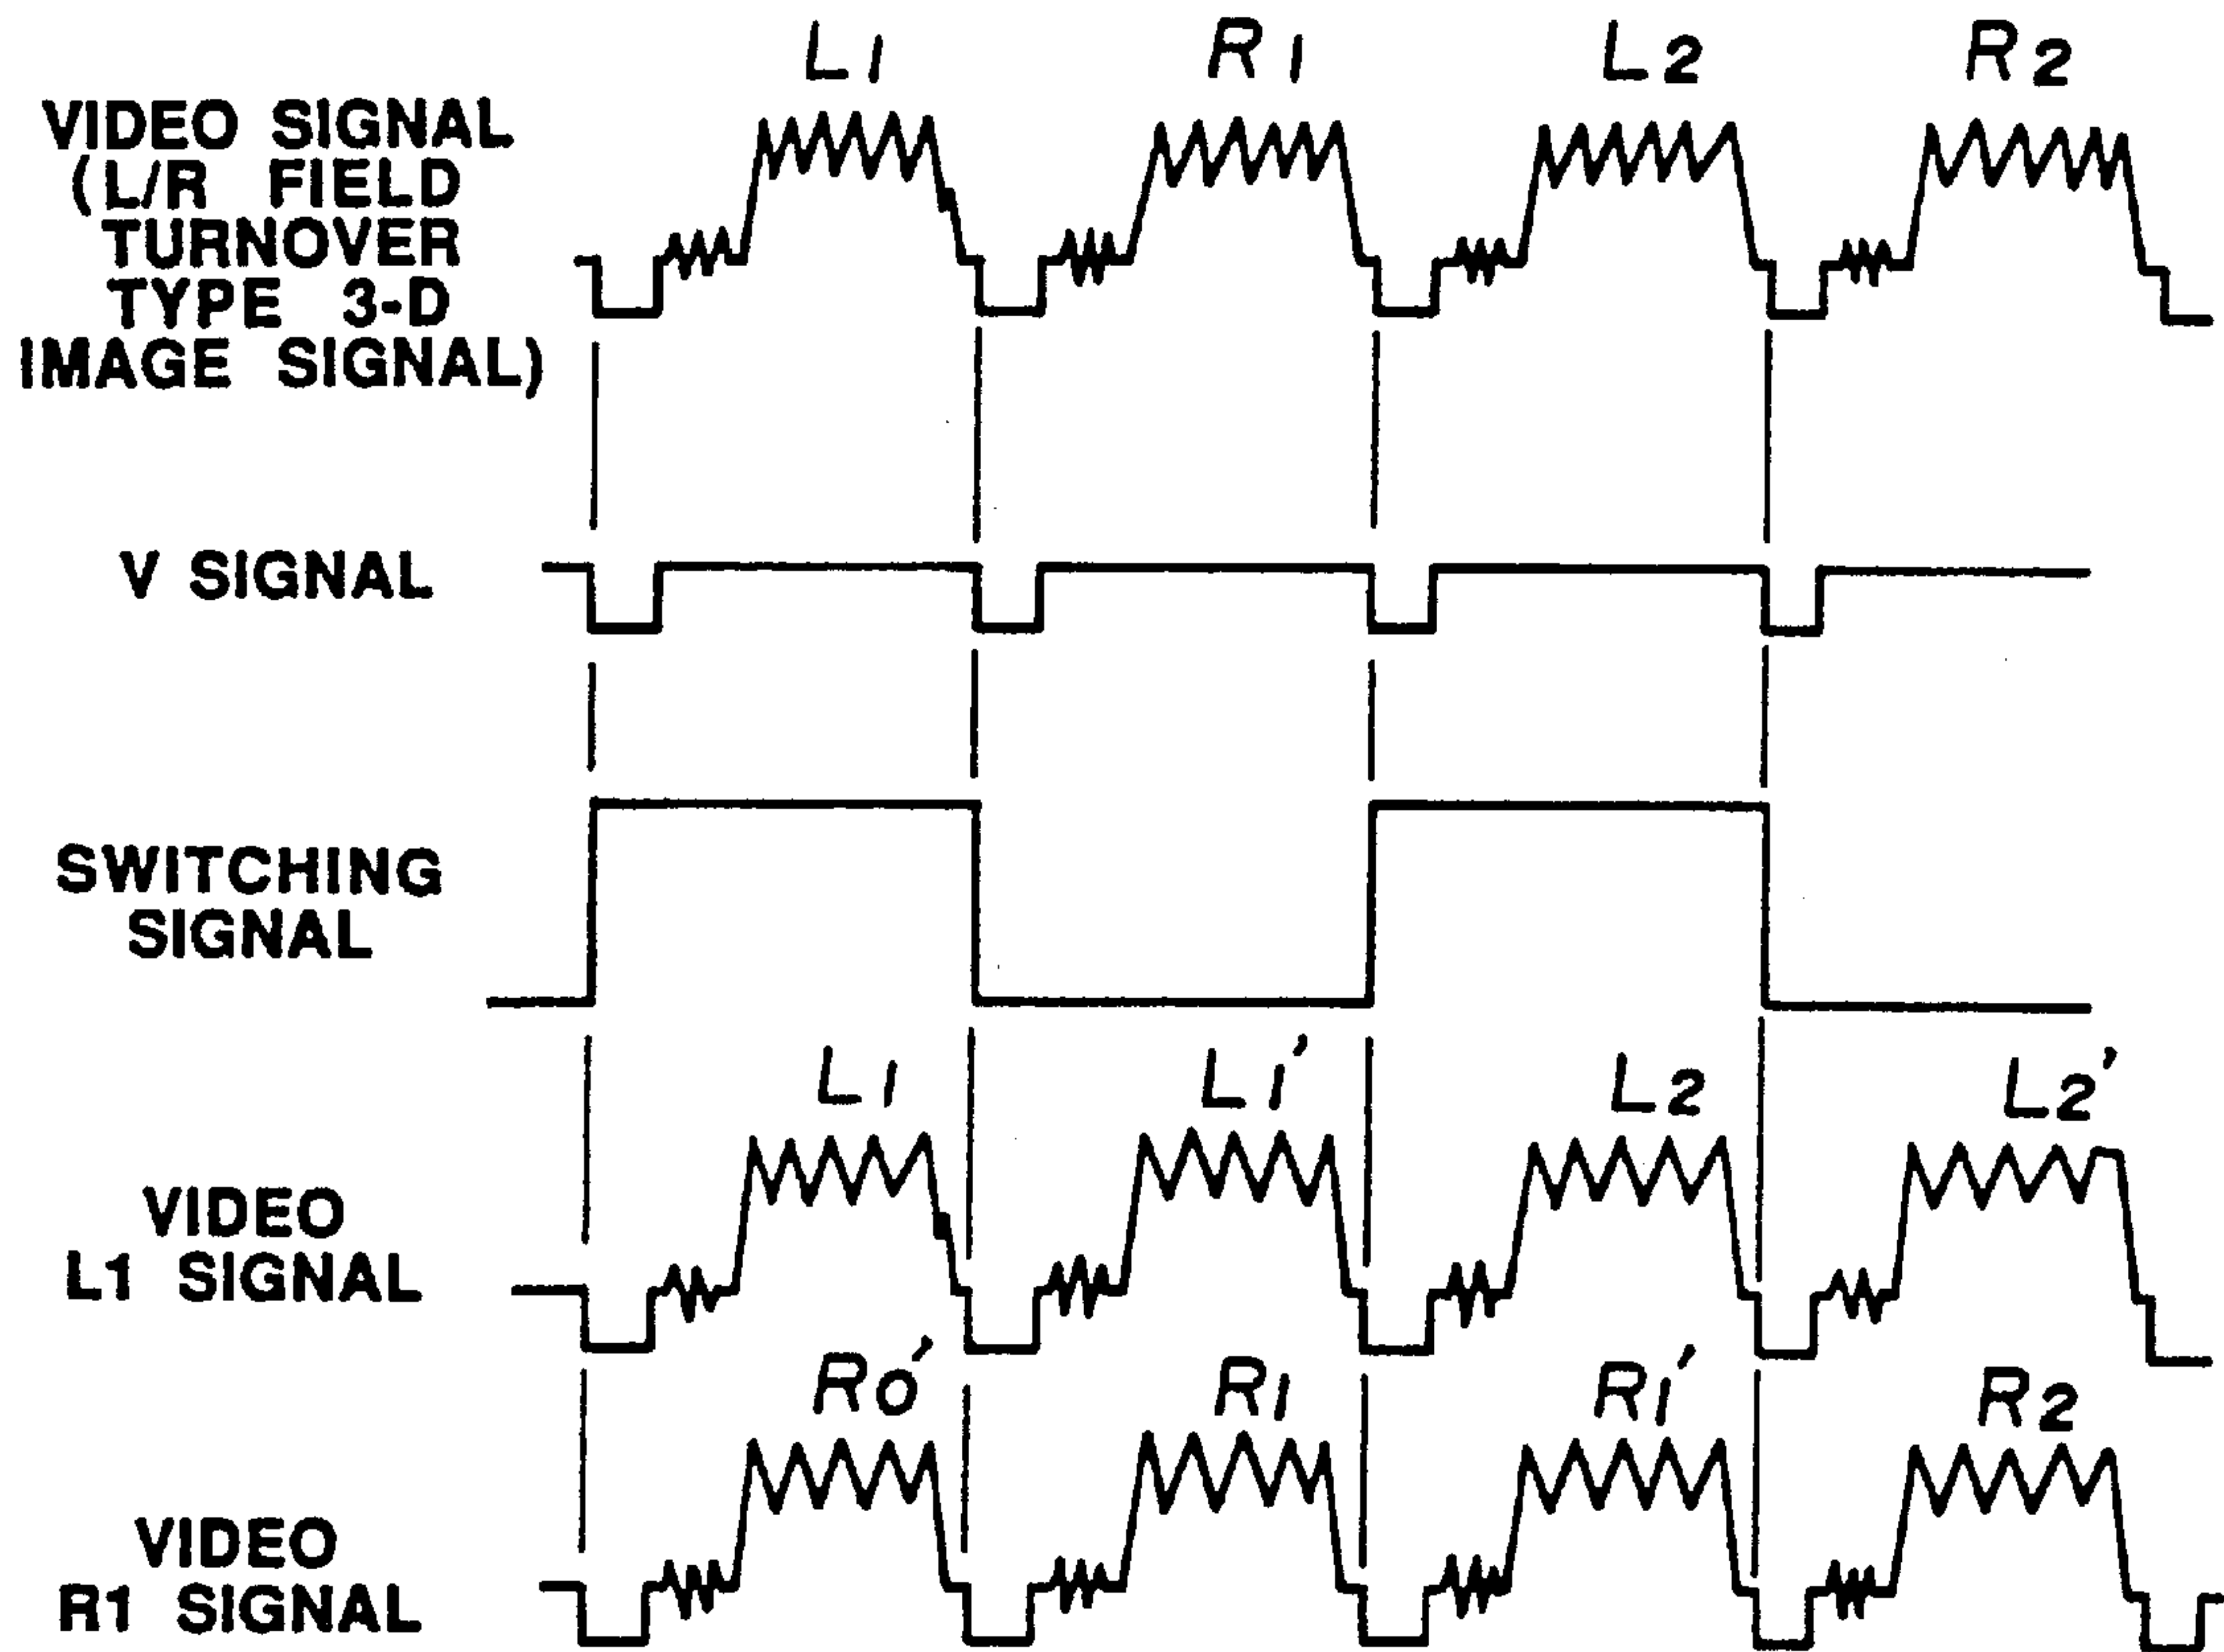 L1 R1 L2 R2
VIDEO SIGNAL
(L/R FIELD
TURNOVER
TYPE 3-D
IMAGE SIGNAL)
V SIGNAL
SWITCHING
SIGNAL
L1 L1' L2 L2'
VIDEO
L1 SIGNAL
R0' R1 R1' R2
VIDEO
R1 SIGNAL